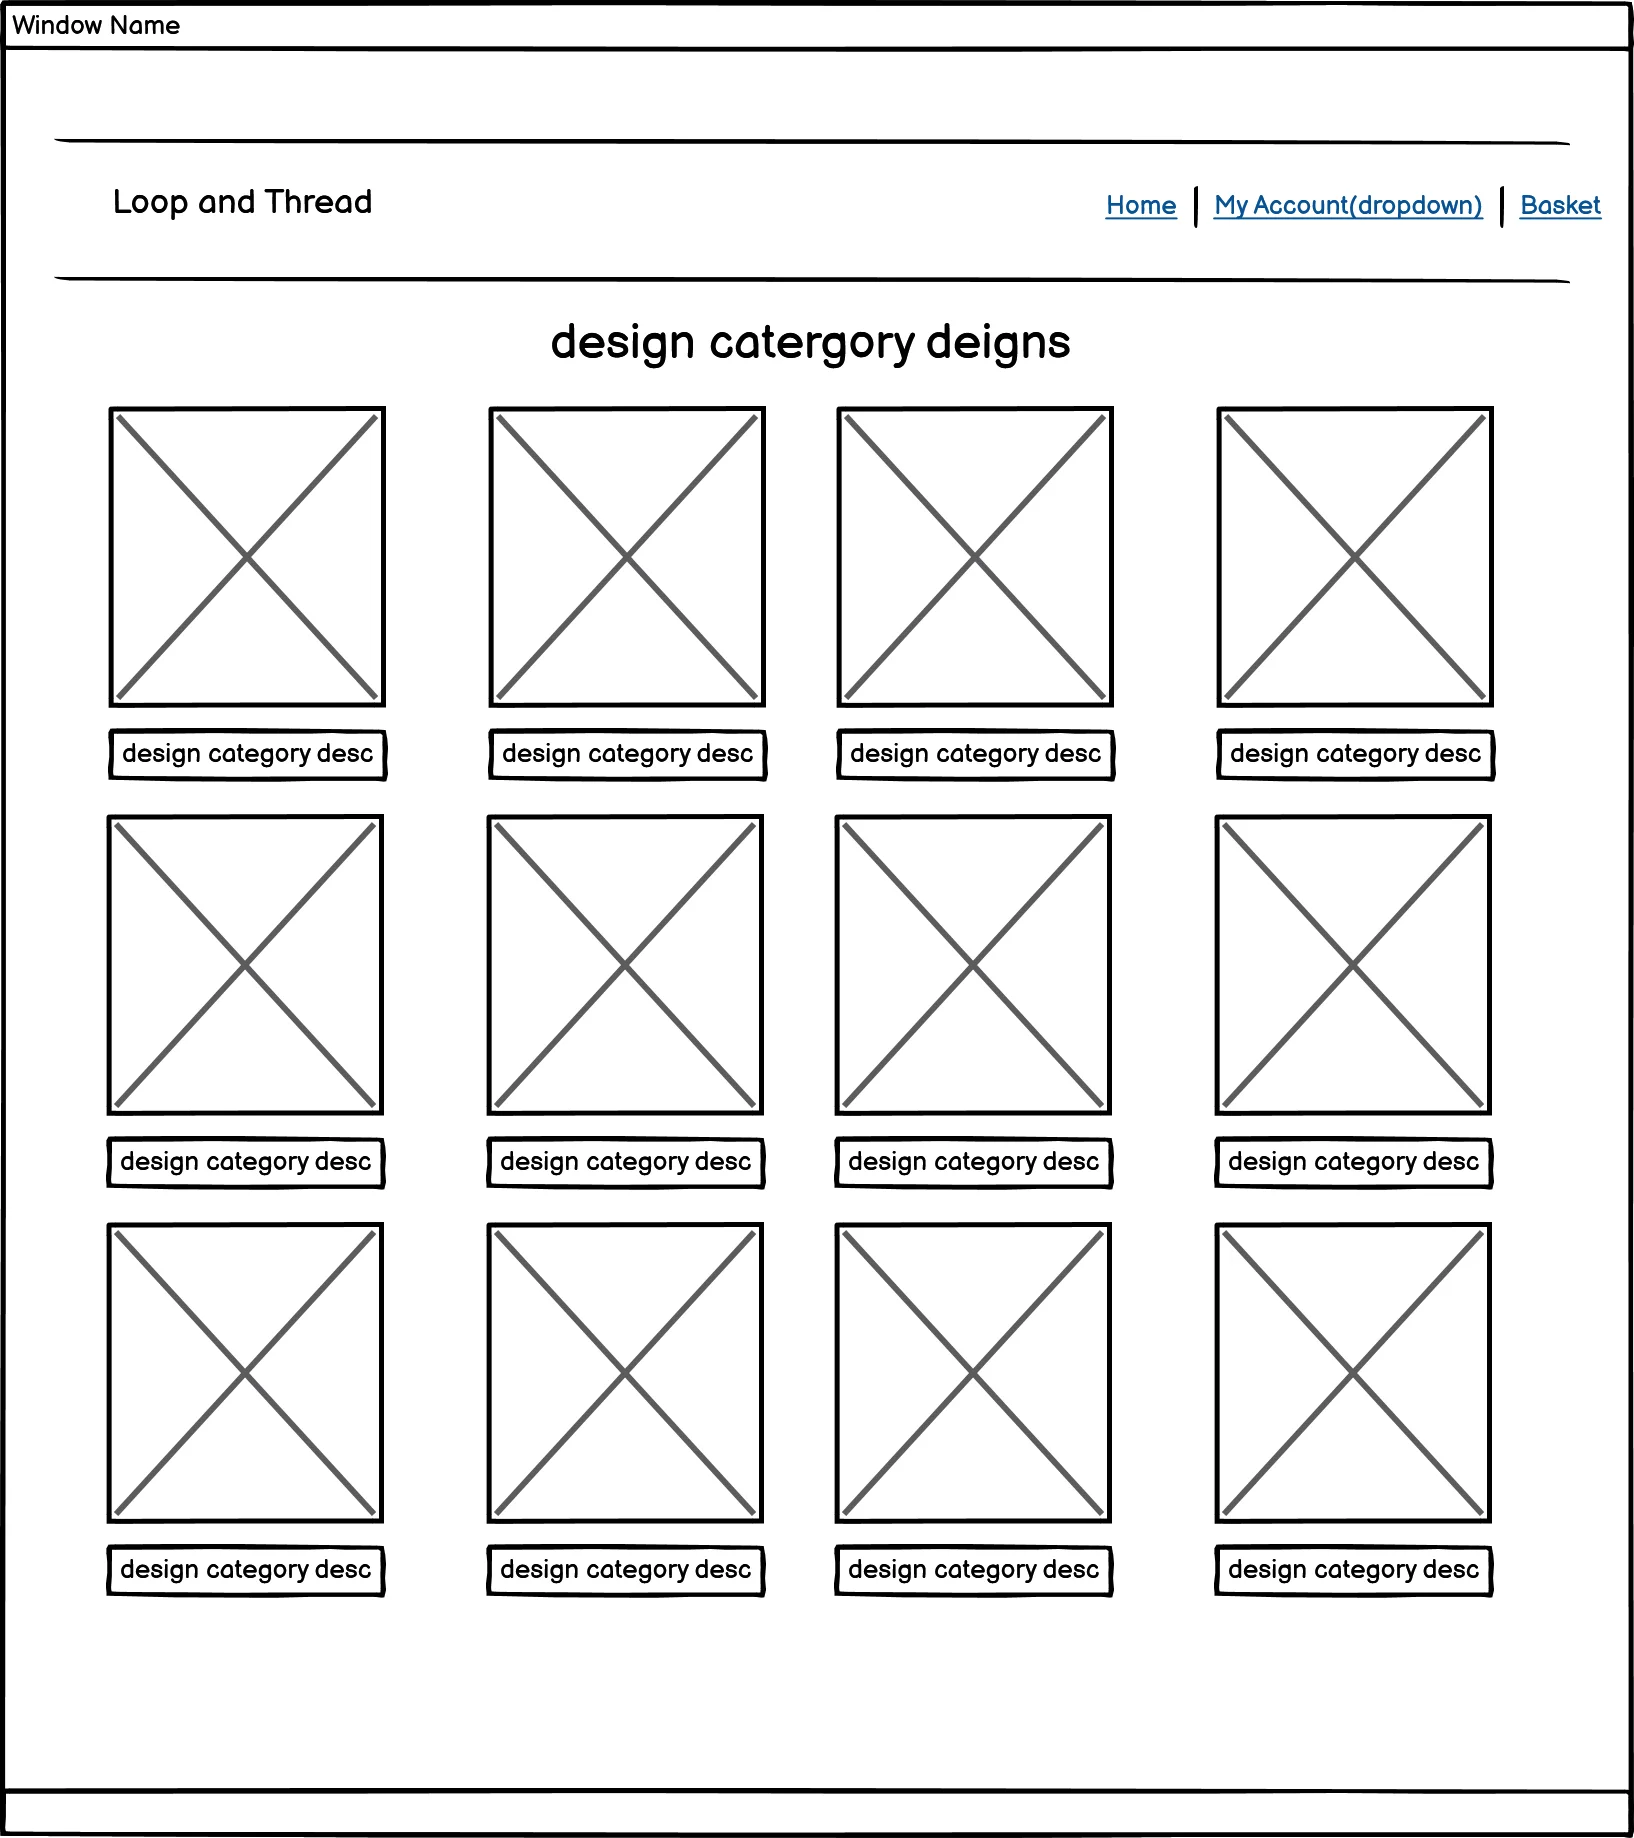 Window Name
Loop and Thread
Home | My Account(dropdown) | Basket
design catergory deigns
design category desc design category desc design category desc design category desc
design category desc design category desc design category desc design category desc
design category desc design category desc design category desc design category desc